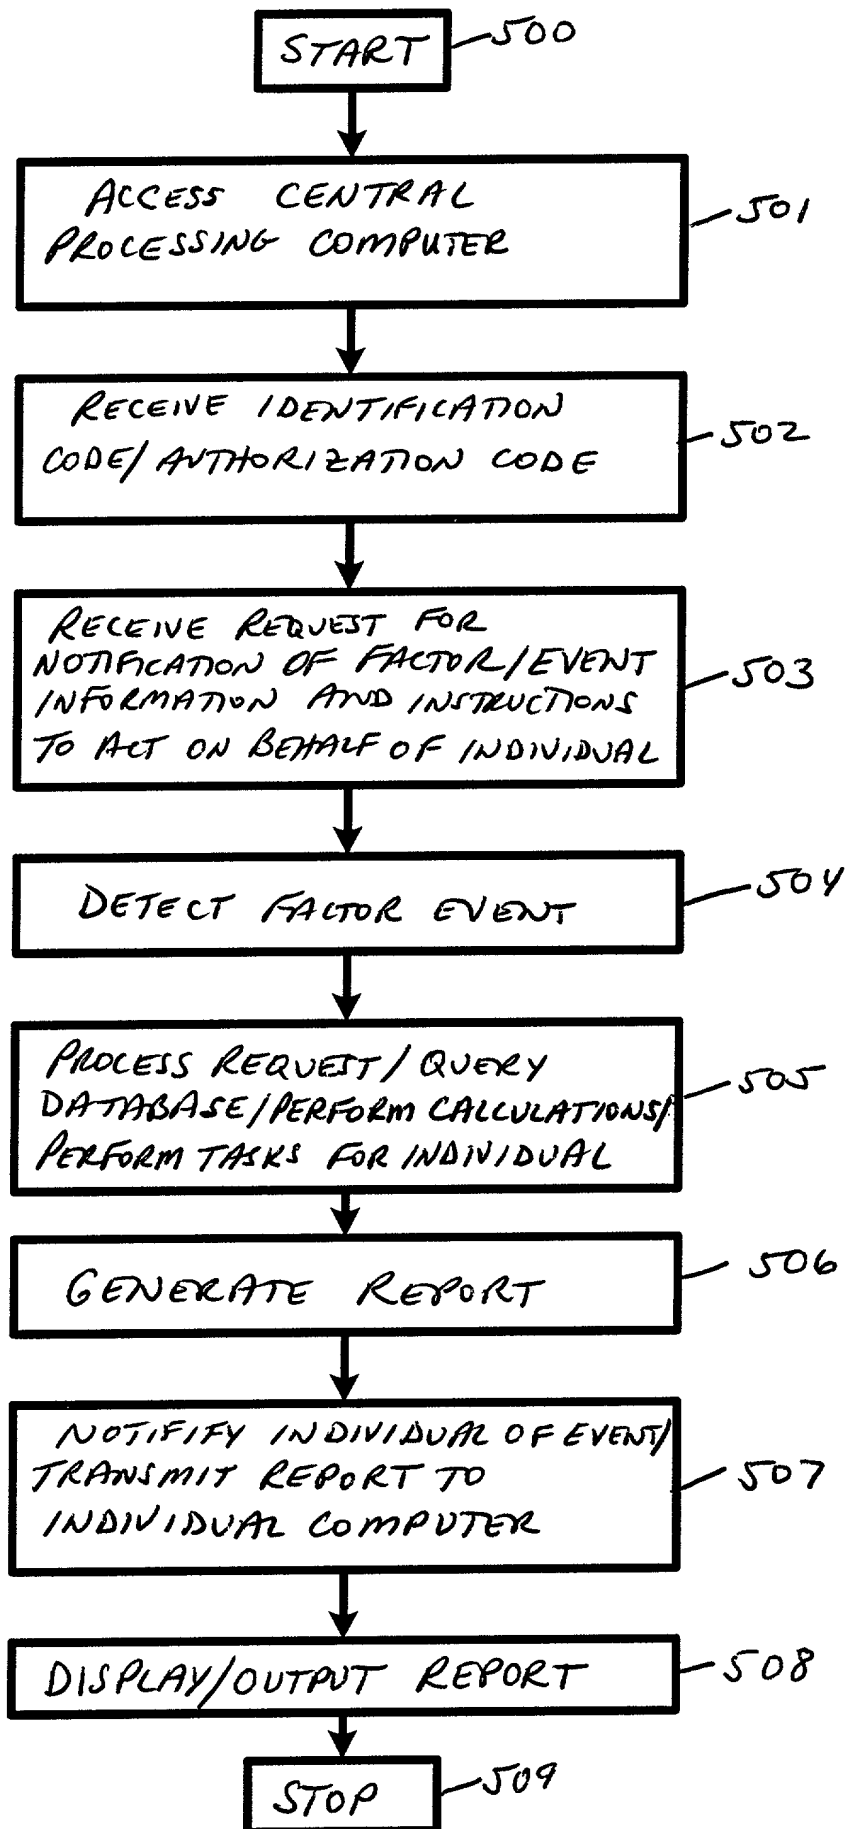 START
500
ACCESS CENTRAL
PROCESSING COMPUTER
501
RECEIVE IDENTIFICATION
CODE/AUTHORIZATION CODE
502
RECEIVE REQUEST FOR
NOTIFICATION OF FACTOR/EVENT
INFORMATION AND INSTRUCTIONS
TO ACT ON BEHALF OF INDIVIDUAL
503
DETECT FACTOR EVENT
504
PROCESS REQUEST/QUERY
DATABASE/PERFORM CALCULATIONS/
PERFORM TASKS FOR INDIVIDUAL
505
GENERATE REPORT
506
NOTIFIFY INDIVIDUAL OF EVENT/
TRANSMIT REPORT TO
INDIVIDUAL COMPUTER
507
DISPLAY/OUTPUT REPORT
508
STOP
509